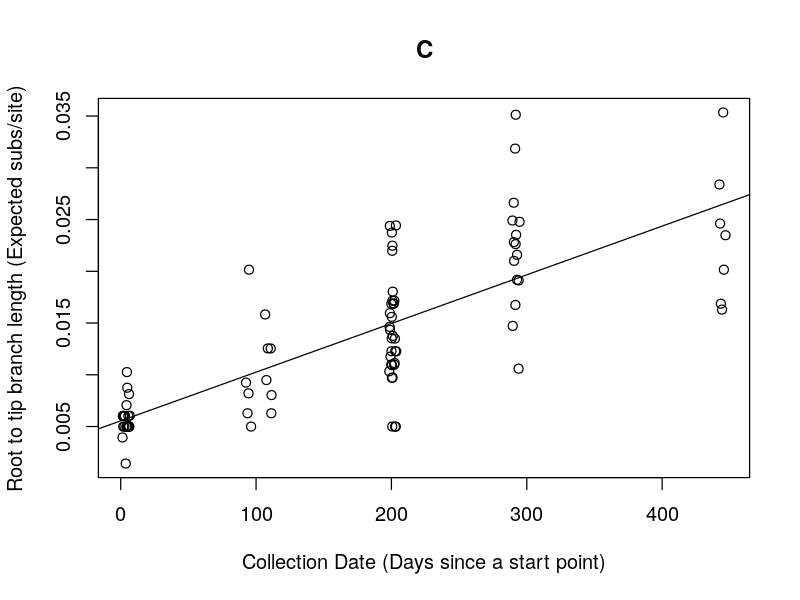 C
Root to tip branch length (Expected subs/site)
0.035
0.025
0.015
0.005
0 100 200 300 400
Collection Date (Days since a start point)